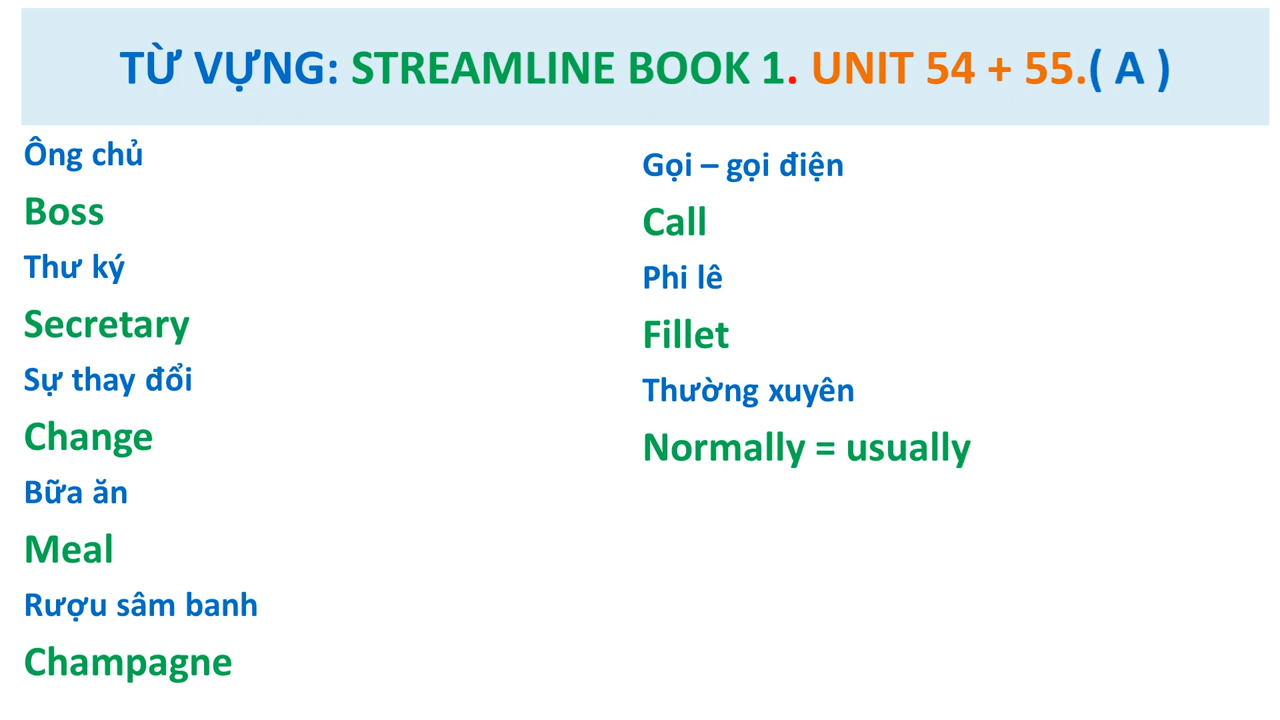 TỪ VỰNG: STREAMLINE BOOK 1. UNIT 54 + 55.( A )
Ông chủ
Boss
Thư ký
Secretary
Sự thay đổi
Change
Bữa ăn
Meal
Rượu sâm banh
Champagne
Gọi – gọi điện
Call
Phi lê
Fillet
Thường xuyên
Normally = usually